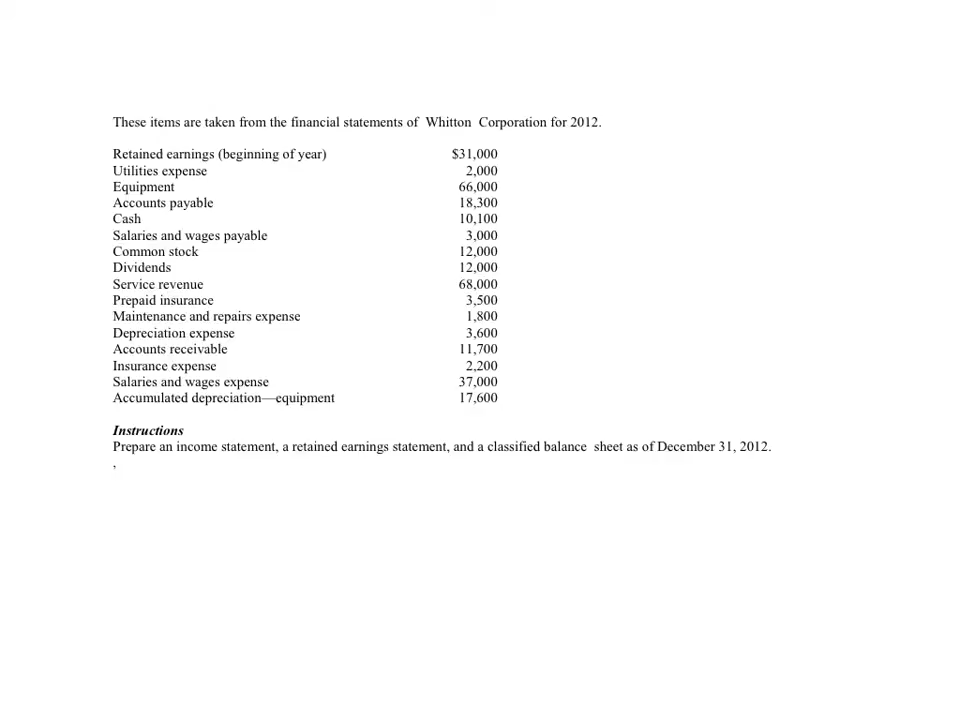 These items are taken from the financial statements of Whitton Corporation for 2012.
Retained earnings (beginning of year) $31,000
Utilities expense 2,000
Equipment 66,000
Accounts payable 18,300
Cash 10,100
Salaries and wages payable 3,000
Common stock 12,000
Dividends 12,000
Service revenue 68,000
Prepaid insurance 3,500
Maintenance and repairs expense 1,800
Depreciation expense 3,600
Accounts receivable 11,700
Insurance expense 2,200
Salaries and wages expense 37,000
Accumulated depreciation—equipment 17,600
Instructions
Prepare an income statement, a retained earnings statement, and a classified balance sheet as of December 31, 2012.
,